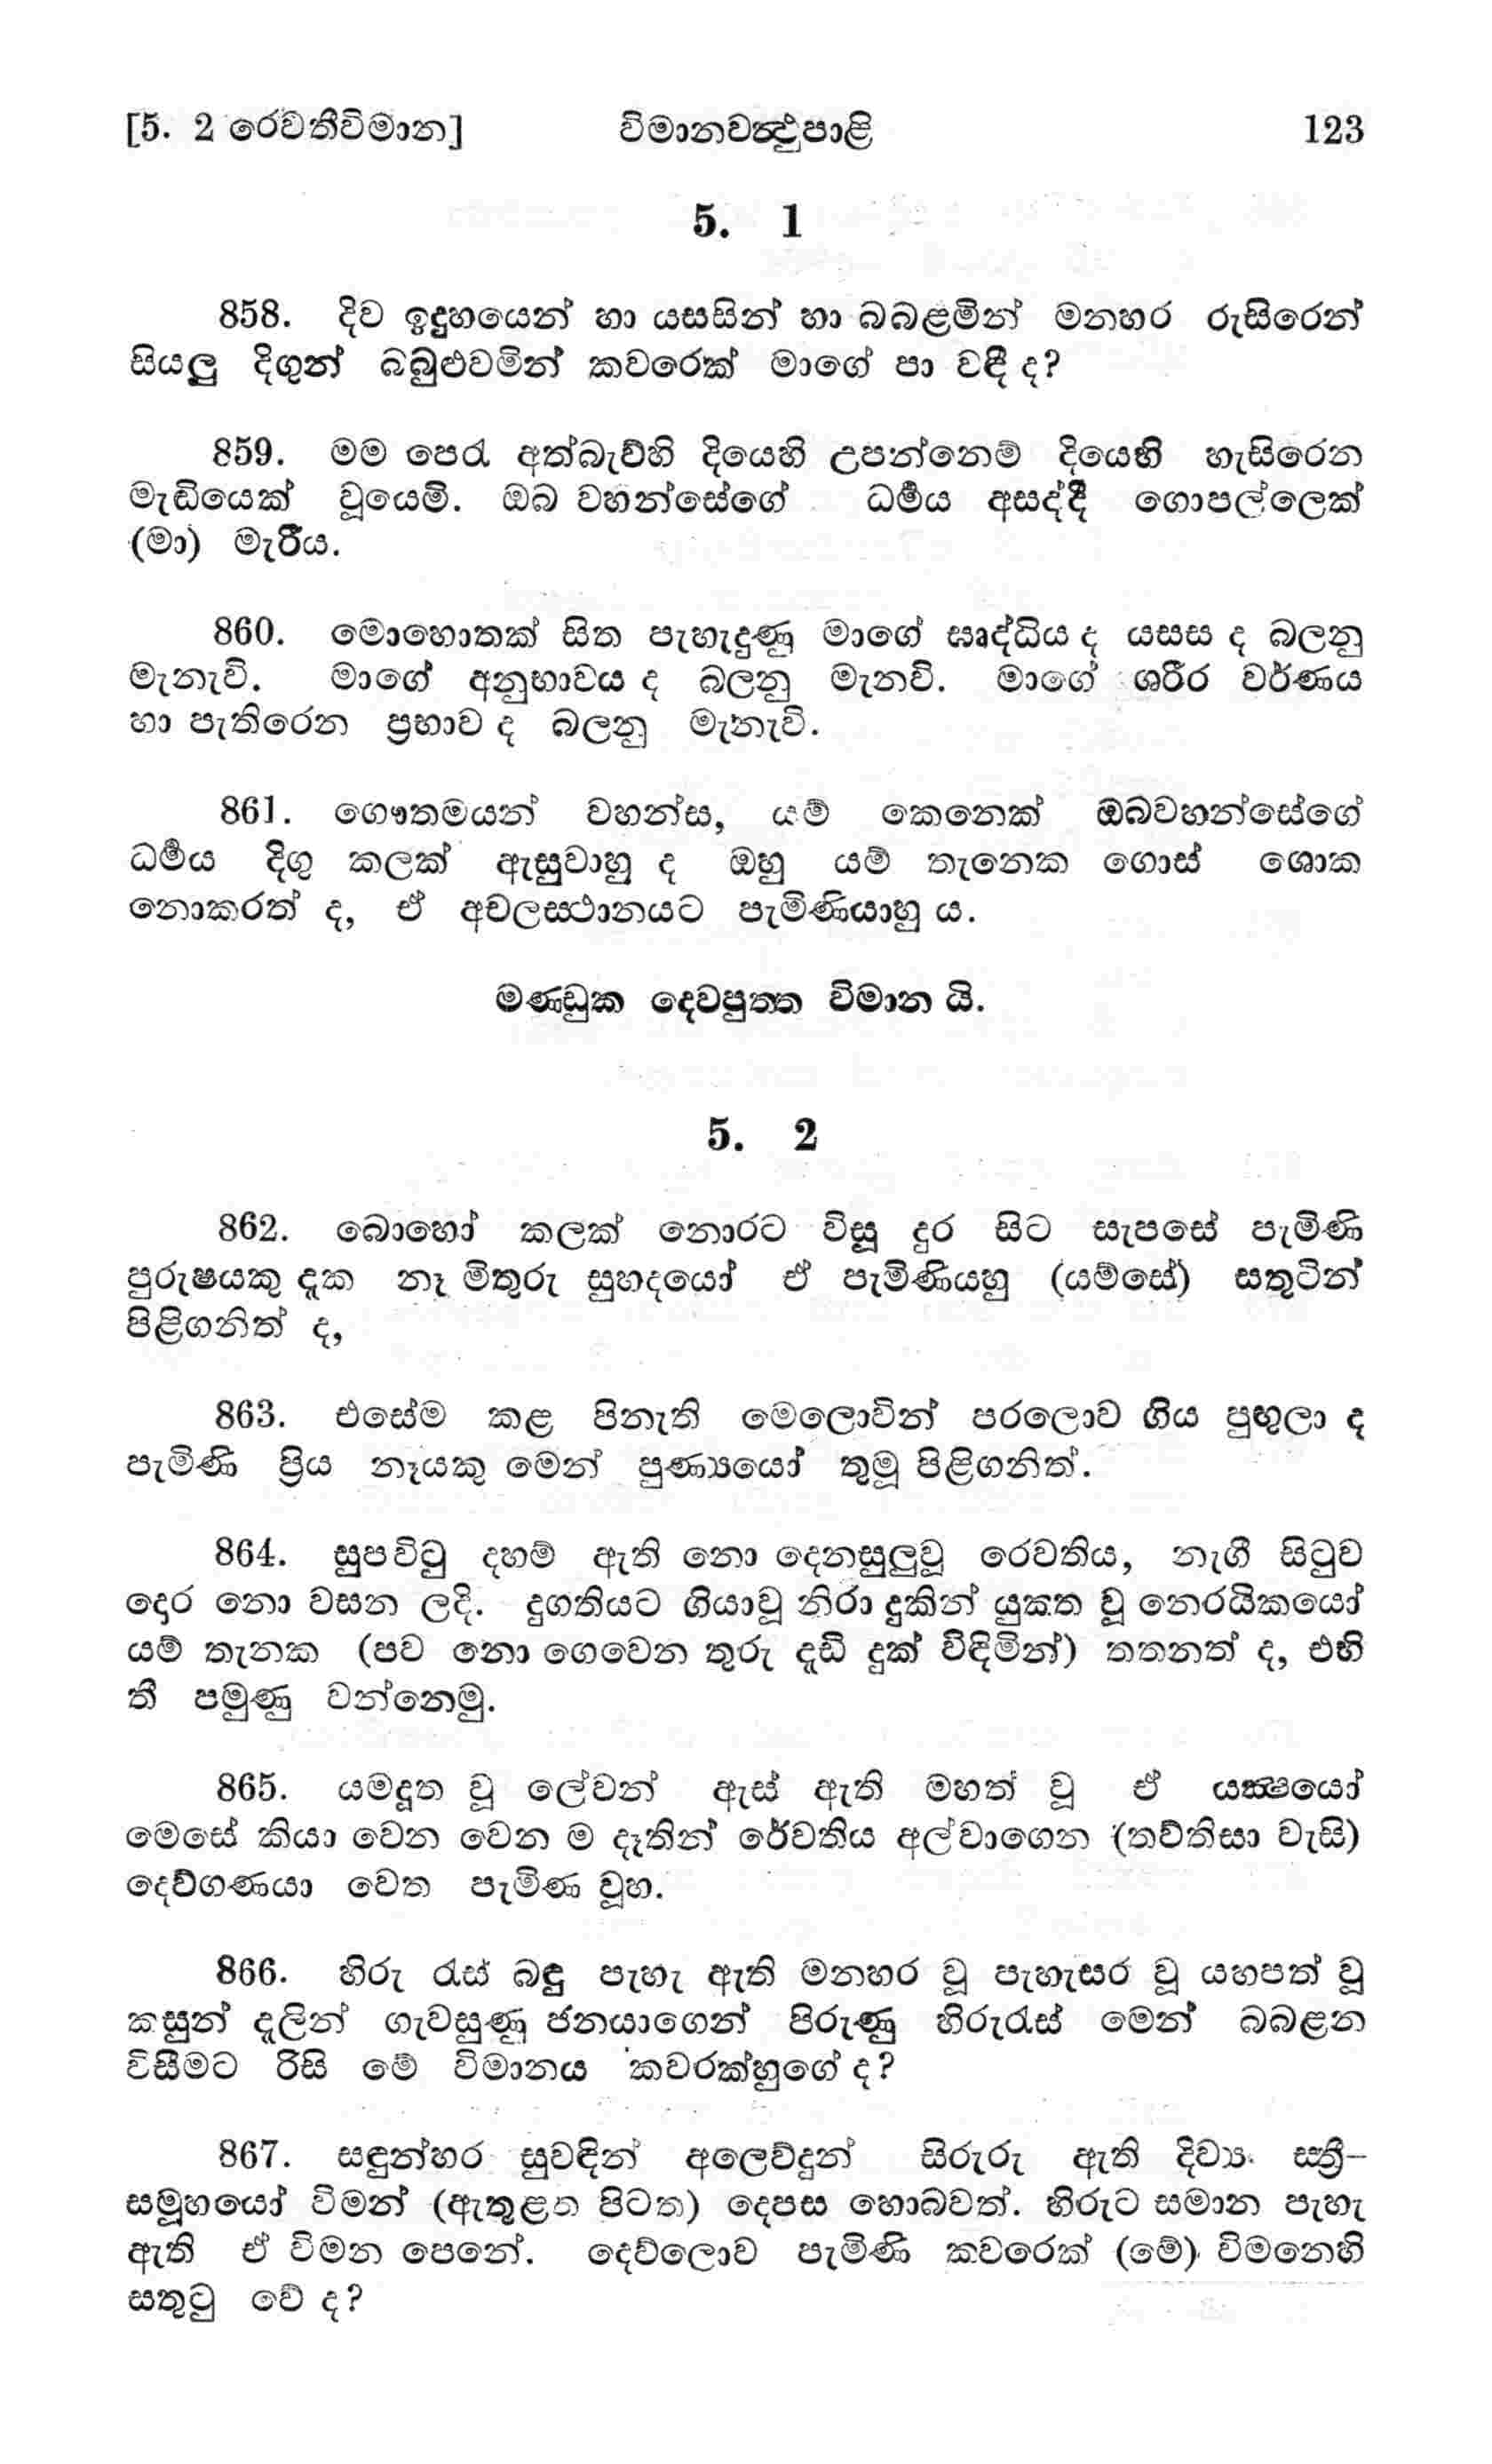 [5. 2 රෙවතීවිමාන] විමානවත්‍ථුපාළි 123
5. 1
858. දිව ඉදුහයෙන් හා යසසින් හා බබළමින් මනහර රුසිරෙන්
සියලු දිගුන් බබුළුවමින් කවරෙක් මාගේ පා වඳී ද?
859. මම පෙරැ අත්බැව්හි දියෙහි උපන්නෙම් දියෙහි හැසිරෙන
මැඬියෙක් වූයෙමි. ඔබ වහන්සේගේ ධර්‍මය අසද්දී ගොපල්ලෙක්
(මා) මැරීය.
860. මොහොතක් සිත පැහැදුණු මාගේ ඍද්ධිය ද යසස ද බලනු
මැනැවි. මාගේ අනුභාවය ද බලනු මැනවි. මාගේ ශරීර වර්ණය
හා පැතිරෙන ප්‍රභාව ද බලනු මැනැවි.
861. ගෞතමයන් වහන්ස, යම් කෙනෙක් ඔබවහන්සේගේ
ධර්‍මය දිගු කලක් ඇසුවාහු ද ඔහු යම් තැනෙක ගොස් ශොක
නොකරත් ද, ඒ අචලස්‍ථානයට පැමිණියාහු ය.
මණ්‍ඩුක දෙවපුත්‍ත විමාන යි.
5. 2
862. බොහෝ කලක් නොරට විසූ දුර සිට සැපසේ පැමිණි
පුරුෂයකු දැක නෑ මිතුරු සුහදයෝ ඒ පැමිණියහු (යම්සේ) සතුටින්
පිළිගනිත් ද,
863. එසේම කළ පිනැති මෙලොවින් පරලොව ගිය පුඟුලා ද
පැමිණි ප්‍රිය නෑයකු මෙන් පුණ්‍යයෝ තුමූ පිළිගනිත්.
864. සුපවිටු දහම් ඇති නො දෙනසුලුවූ රෙවතිය, නැගී සිටුව
දොර නො වසන ලදි. දුගතියට ගියාවූ නිරා දුකින් යුක්‍ත වූ නෙරයිකයෝ
යම් තැනක (පව නො ගෙවෙන තුරු දැඩි දුක් විඳිමින්) තතනත් ද, එහි
තී පමුණු වන්නෙමු.
865. යමදූත වූ ලේවන් ඇස් ඇති මහත් වූ ඒ යක්‍ෂයෝ
මෙසේ කියා වෙන වෙන ම දෑතින් රේවතිය අල්වාගෙන (තව්තිසා වැසි)
දෙව්ගණයා වෙත පැමිණ වූහ.
866. හිරු රැස් බඳු පැහැ ඇති මනහර වූ පැහැසර වූ යහපත් වූ
කසුන් දැලින් ගැවසුණු ජනයාගෙන් පිරුණු හිරුරැස් මෙන් බබළන
විසීමට රිසි මේ විමානය කවරක්හුගේ ද?
867. සඳුන්හර සුවඳින් අලෙව්දුන් සිරුරු ඇති දිව්‍ය ස්‍ත්‍රී-
සමූහයෝ විමන් (ඇතුළත පිටත) දෙපස හොබවත්. හිරුට සමාන පැහැ
ඇති ඒ විමන පෙනේ. දෙව්ලොව පැමිණි කවරෙක් (මේ) විමනෙහි
සතුටු වේ ද?